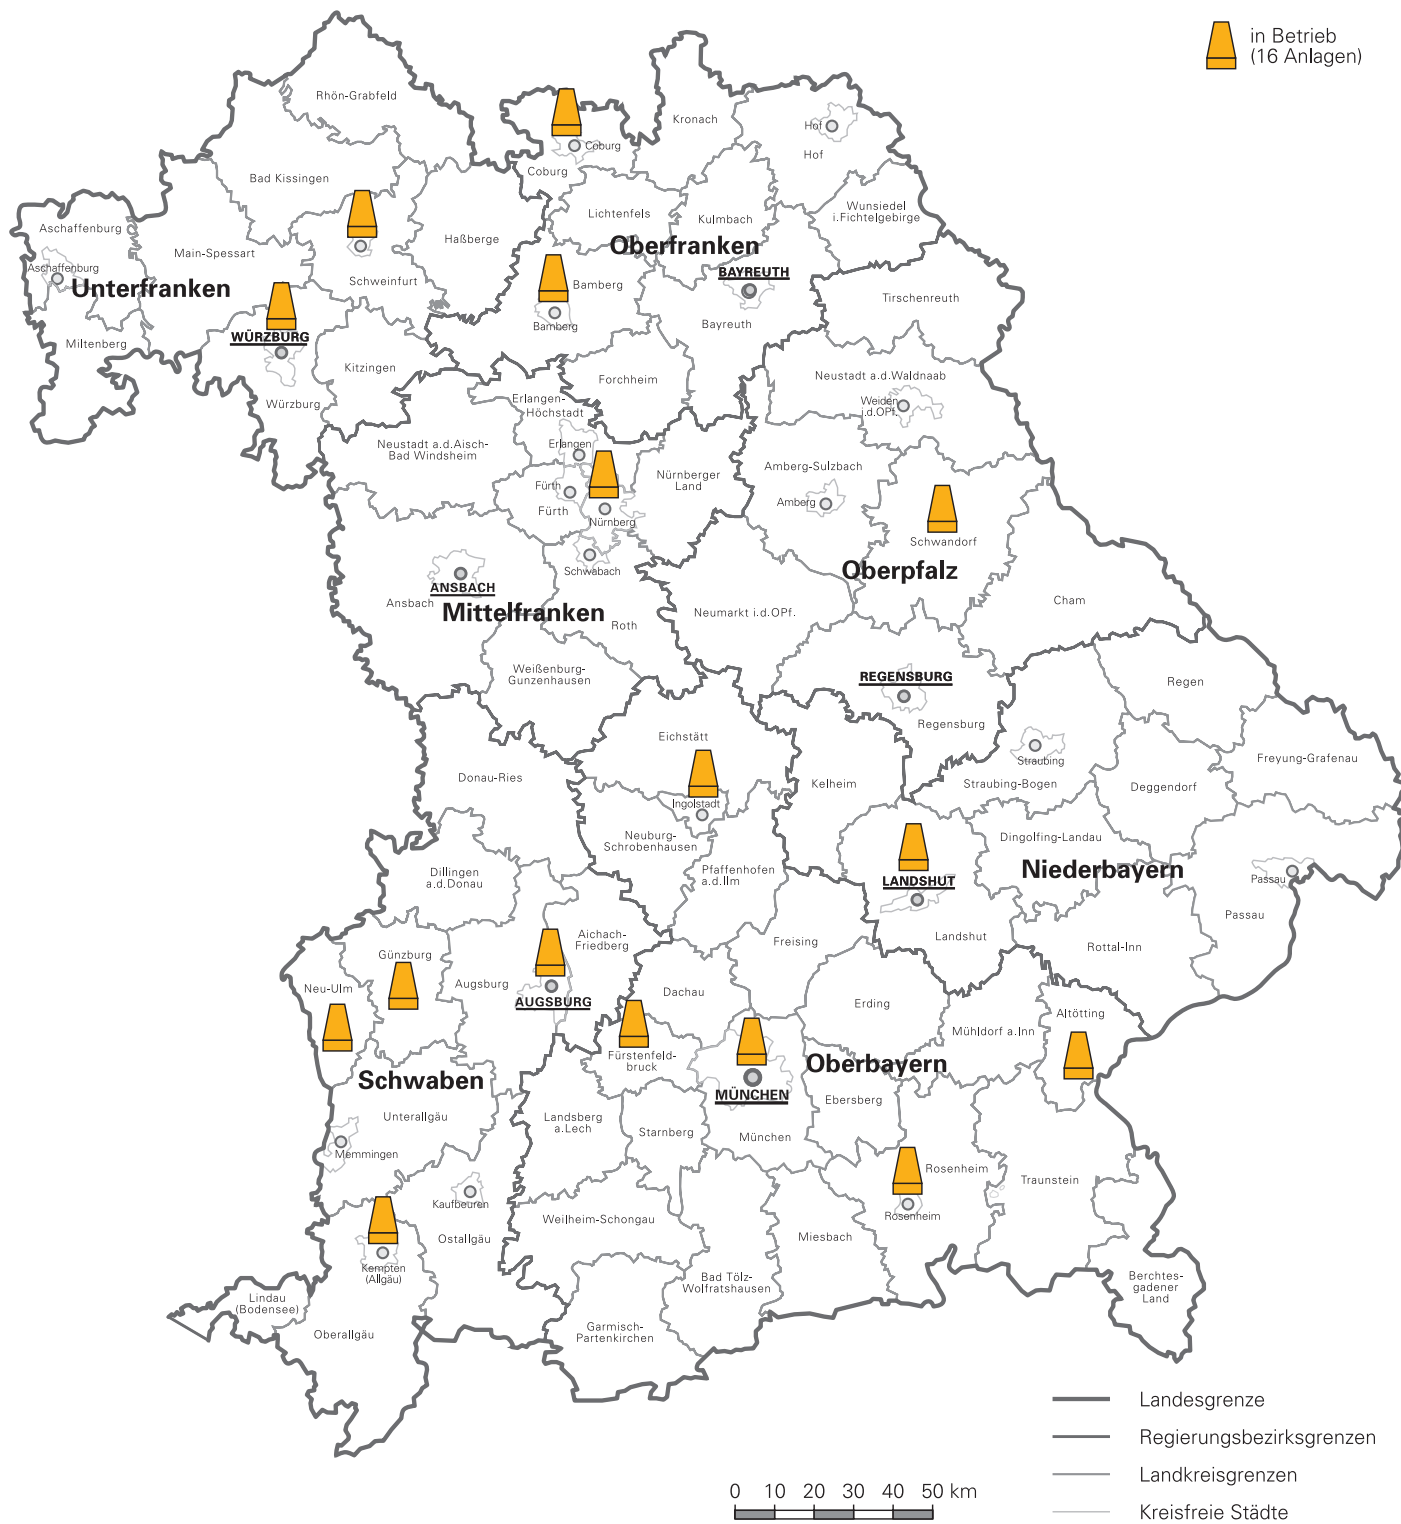 in Betrieb
(16 Anlagen)
Rhön-Grabfeld
Kronach
Hof
Hof
Coburg
Coburg
Bad Kissingen
Wunsiedel
i.Fichtelgebirge
Lichtenfels
Kulmbach
Aschaffenburg
Haßberge
Oberfranken
Main-Spessart
Aschaffenburg
BAYREUTH
Unterfranken
Schweinfurt
Bamberg
Tirschenreuth
Bamberg
Bayreuth
WÜRZBURG
Miltenberg
Kitzingen
Forchheim
Neustadt a.d.Waldnaab
Würzburg
Erlangen-
Höchstadt
Weiden
i.d.OPf.
Neustadt a.d.Aisch-
Bad Windsheim
Erlangen
Nürnberger
Land
Amberg-Sulzbach
Fürth
Fürth
Amberg
Nürnberg
Schwandorf
Schwabach
Oberpfalz
ANSBACH
Ansbach
Mittelfranken
Roth
Neumarkt i.d.OPf.
Cham
Weißenburg-
Gunzenhausen
REGENSBURG
Regen
Regensburg
Eichstätt
Straubing
Freyung-Grafenau
Donau-Ries
Kelheim
Straubing-Bogen
Deggendorf
Ingolstadt
Neuburg-
Schrobenhausen
Dingolfing-Landau
Dillingen
a.d.Donau
Pfaffenhofen
a.d.Ilm
Niederbayern
LANDSHUT
Passau
Passau
Aichach-
Friedberg
Freising
Landshut
Rottal-Inn
Günzburg
Neu-Ulm
Augsburg
Dachau
AUGSBURG
Erding
Altötting
Mühldorf a.Inn
Fürstenfeld-
bruck
Oberbayern
Schwaben
MÜNCHEN
Ebersberg
Unterallgäu
Landsberg
a.Lech
Starnberg
München
Memmingen
Rosenheim
Traunstein
Kaufbeuren
Rosenheim
Weilheim-Schongau
Miesbach
Ostallgäu
Kempten
(Allgäu)
Bad Tölz-
Wolfratshausen
Berchtes-
gadener
Land
Lindau
(Bodensee)
Oberallgäu
Garmisch-
Partenkirchen
Landesgrenze
Regierungsbezirksgrenzen
Landkreisgrenzen
0 10 20 30 40 50 km
Kreisfreie Städte